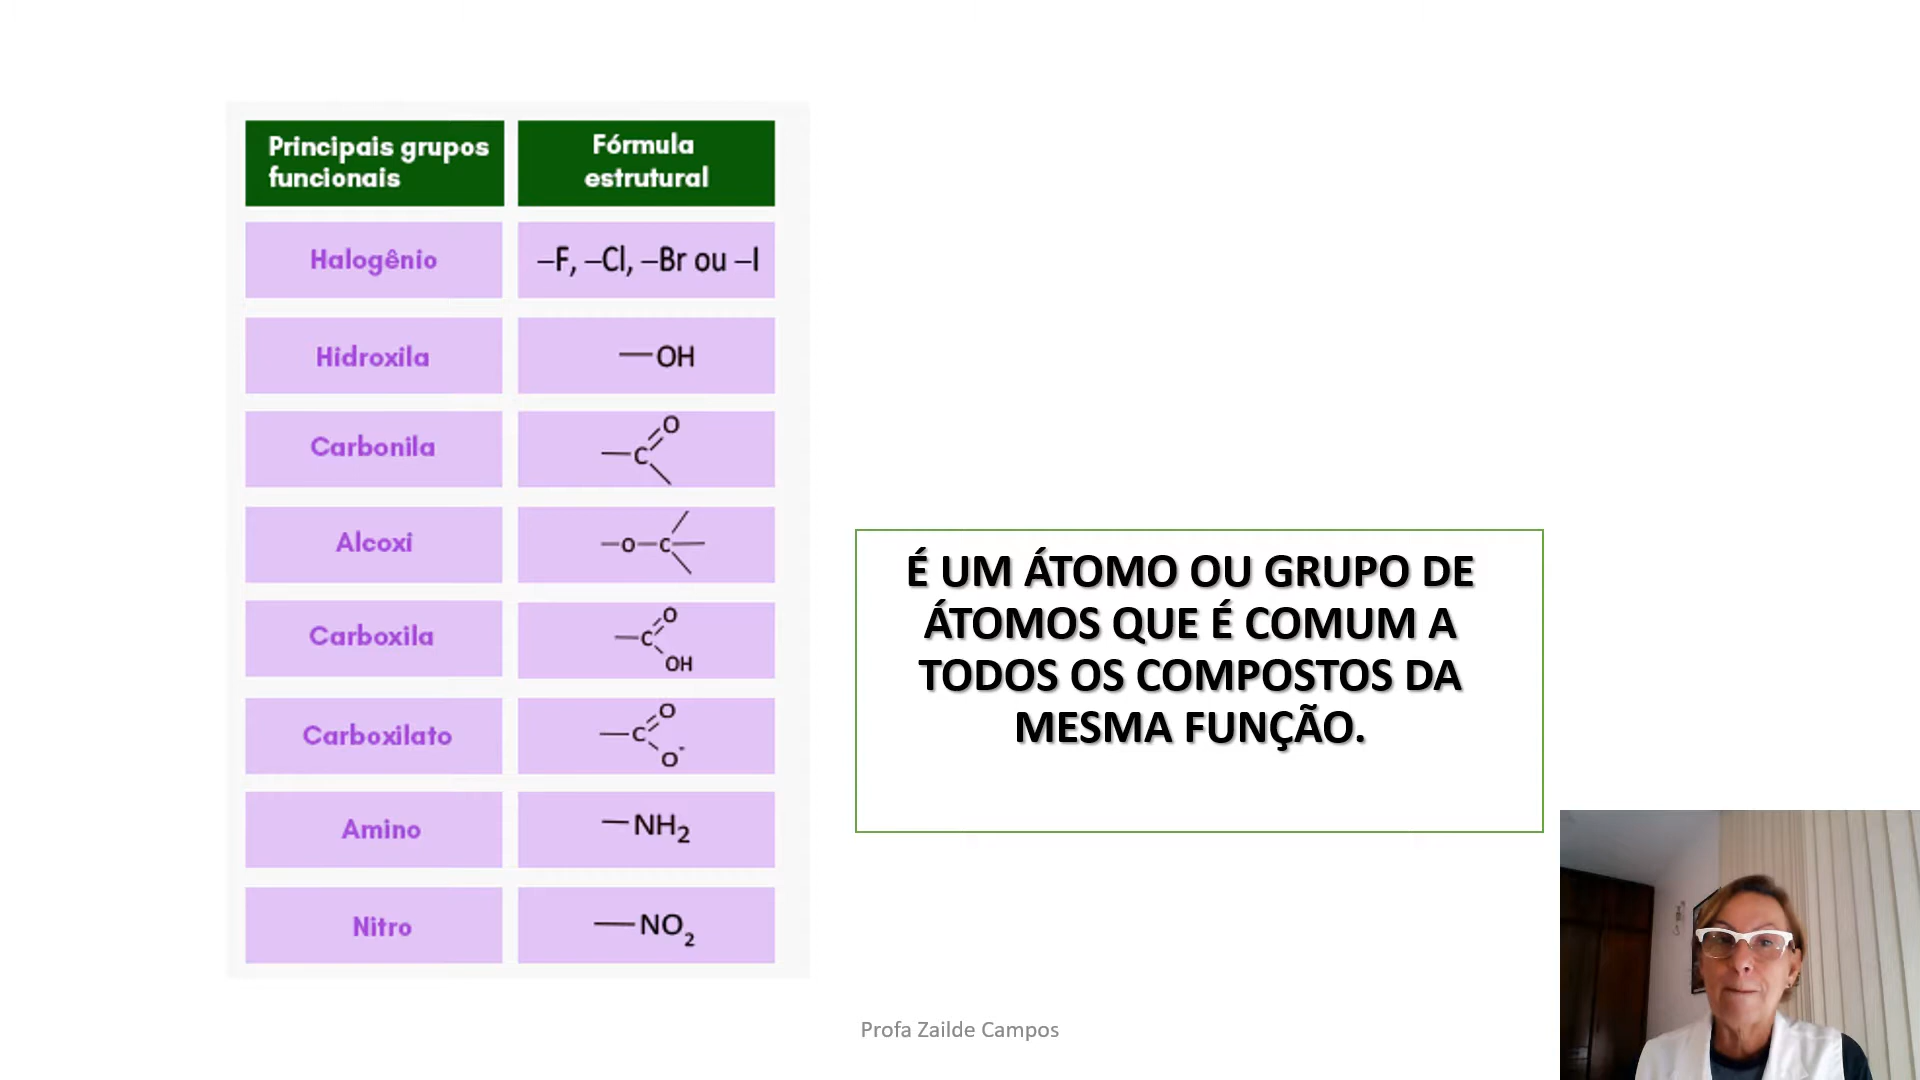 Principais grupos
funcionais
Fórmula
estrutural
Halogênio
–F, –Cl, –Br ou –I
Hidroxila
—OH
Carbonila
—C
O
Alcoxi
—O—C—
Carboxila
—C
O
OH
Carboxilato
—C
O
O⁻
Amino
—NH₂
Nitro
—NO₂
É UM ÁTOMO OU GRUPO DE
ÁTOMOS QUE É COMUM A
TODOS OS COMPOSTOS DA
MESMA FUNÇÃO.
Profa Zailde Campos